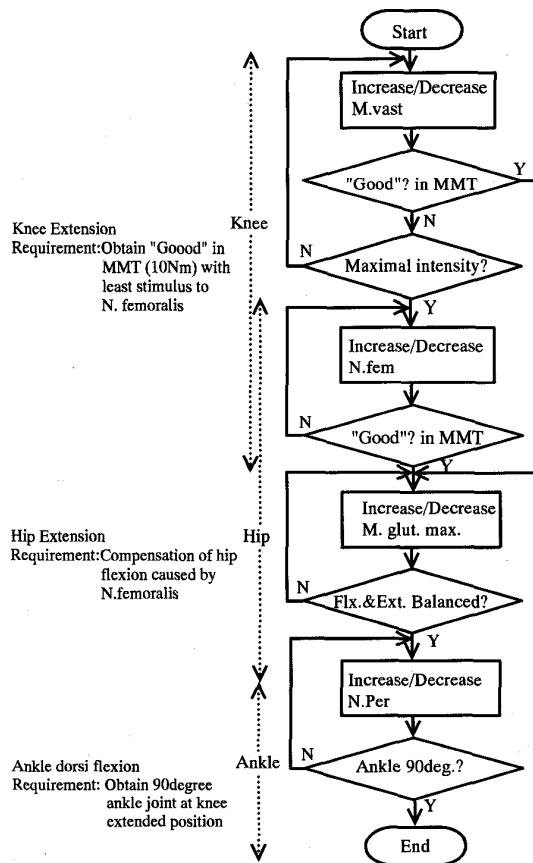 Start
Increase/Decrease
M.vast
"Good"? in MMT
Y
N
Knee
Knee Extension
Requirement:Obtain "Goood" in
MMT (10Nm) with
least stimulus to
N. femoralis
N
Maximal intensity?
Y
Increase/Decrease
N.fem
N
"Good"? in MMT
Y
Increase/Decrease
M. glut. max.
Hip
Hip Extension
Requirement:Compensation of hip
flexion caused by
N.femoralis
N
Flx.&Ext. Balanced?
Y
Increase/Decrease
N.Per
Ankle
Ankle dorsi flexion
Requirement: Obtain 90degree
ankle joint at knee
extended position
N
Ankle 90deg.?
Y
End